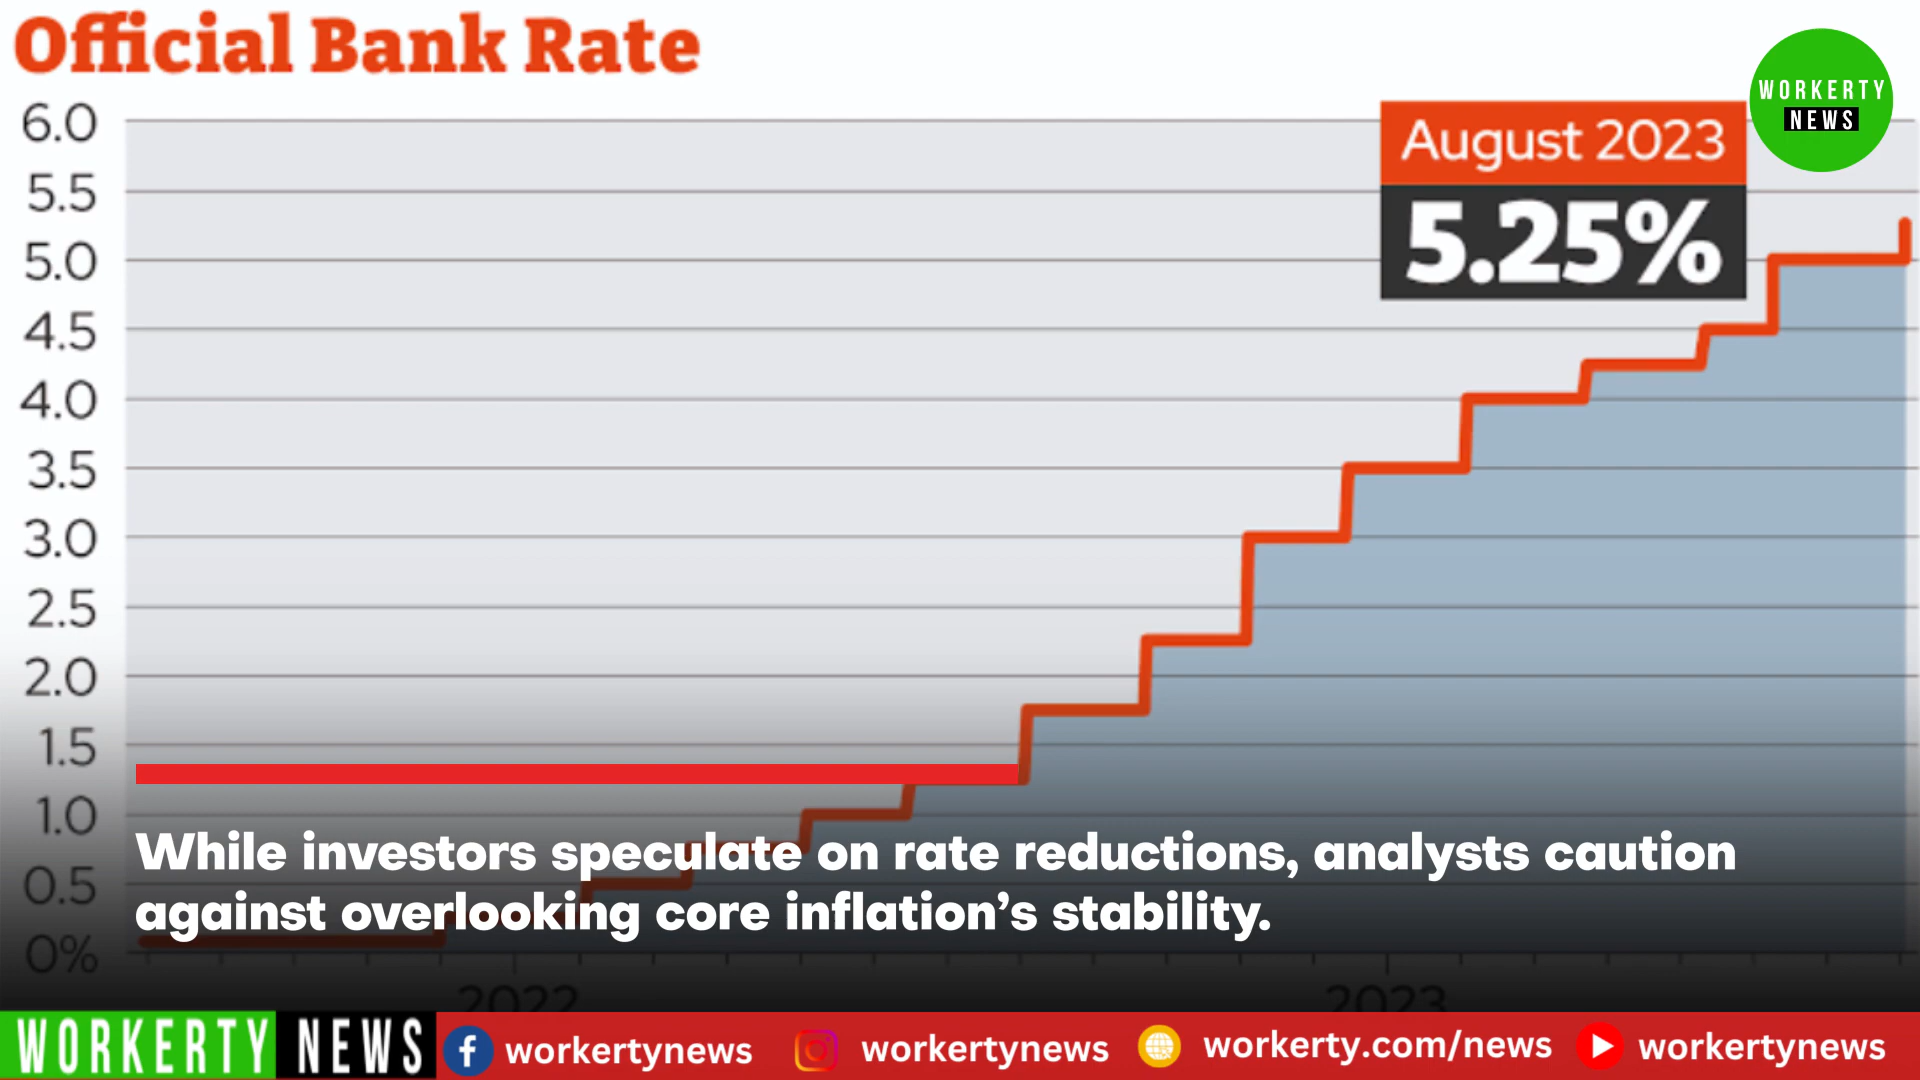 Official Bank Rate
WORKERTY
NEWS
August 2023
5.25%
6.0
5.5
5.0
4.5
4.0
3.5
3.0
2.5
2.0
1.5
1.0
0.5
0%
While investors speculate on rate reductions, analysts caution
against overlooking core inflation’s stability.
2022
2023
WORKERTY NEWS
workertynews
workertynews
workerty.com/news
workertynews